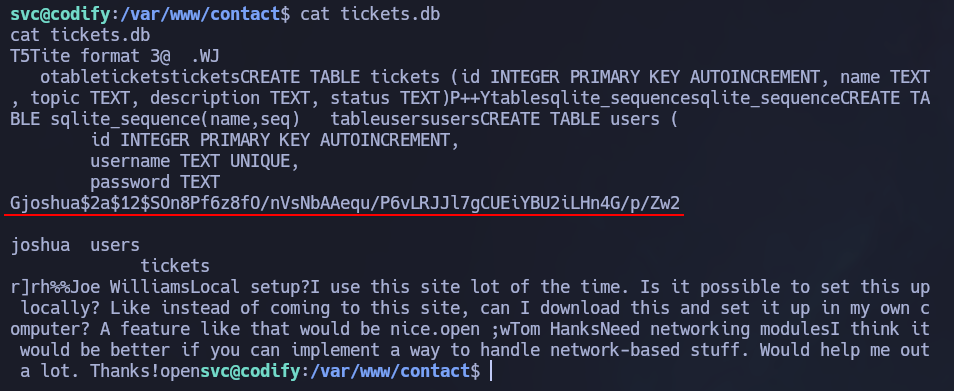 svc@codify:/var/www/contact$ cat tickets.db
cat tickets.db
T5Tite format 3@  .WJ
   otableticketsticketsCREATE TABLE tickets (id INTEGER PRIMARY KEY AUTOINCREMENT, name TEXT
, topic TEXT, description TEXT, status TEXT)P++Ytablesqlite_sequencesqlite_sequenceCREATE TA
BLE sqlite_sequence(name,seq)   tableusersusersCREATE TABLE users (
        id INTEGER PRIMARY KEY AUTOINCREMENT,
        username TEXT UNIQUE,
        password TEXT
Gjoshua$2a$12$SOn8Pf6z8fO/nVsNbAAequ/P6vLRJJl7gCUEiYBU2iLHn4G/p/Zw2
joshua  users
             tickets
r]rh%%Joe WilliamsLocal setup?I use this site lot of the time. Is it possible to set this up
 locally? Like instead of coming to this site, can I download this and set it up in my own c
omputer? A feature like that would be nice.open ;wTom HanksNeed networking modulesI think it
 would be better if you can implement a way to handle network-based stuff. Would help me out
 a lot. Thanks!opensvc@codify:/var/www/contact$